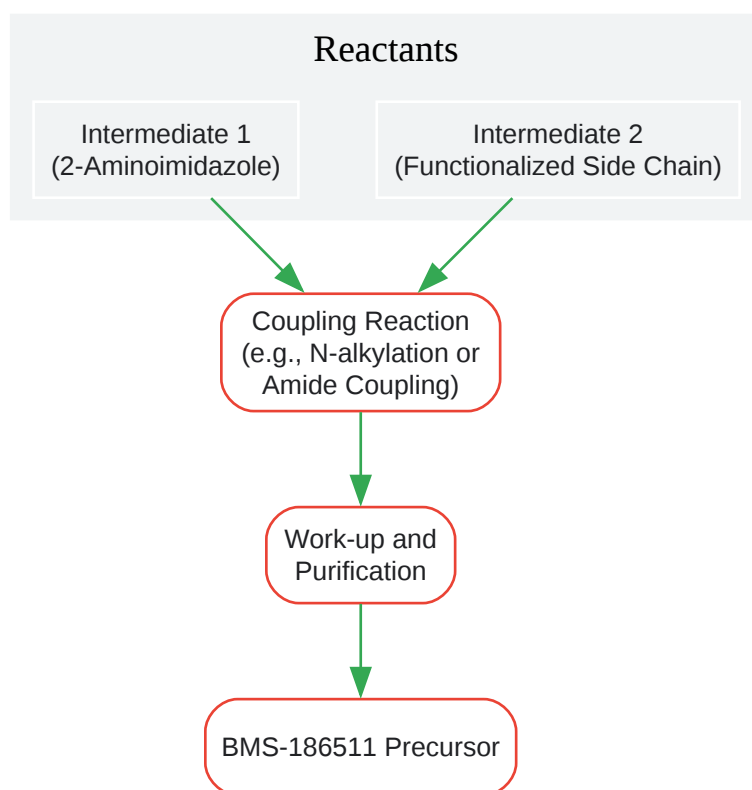 Reactants
Intermediate 1
(2-Aminoimidazole)
Intermediate 2
(Functionalized Side Chain)
Coupling Reaction
(e.g., N-alkylation or
Amide Coupling)
Work-up and
Purification
BMS-186511 Precursor